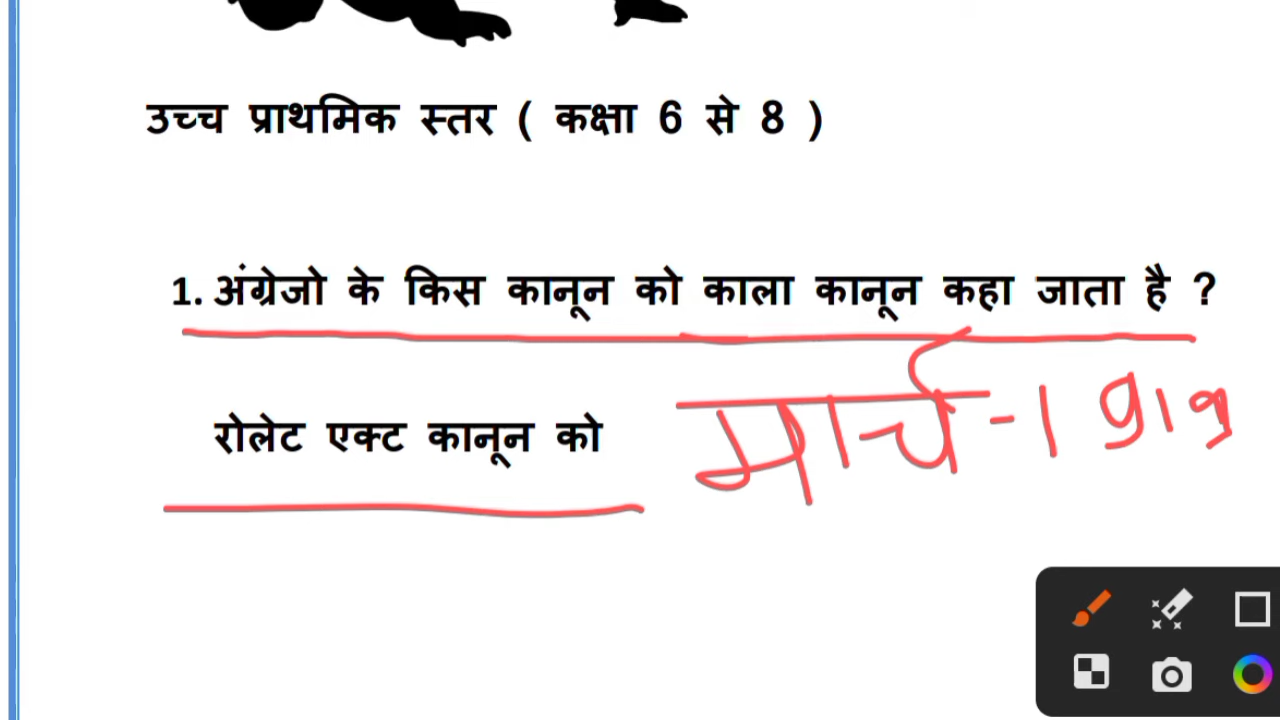 उच्च प्राथमिक स्तर ( कक्षा 6 से 8 )
1. अंग्रेजो के किस कानून को काला कानून कहा जाता है ?
रोलेट एक्ट कानून को
मार्च - 1919